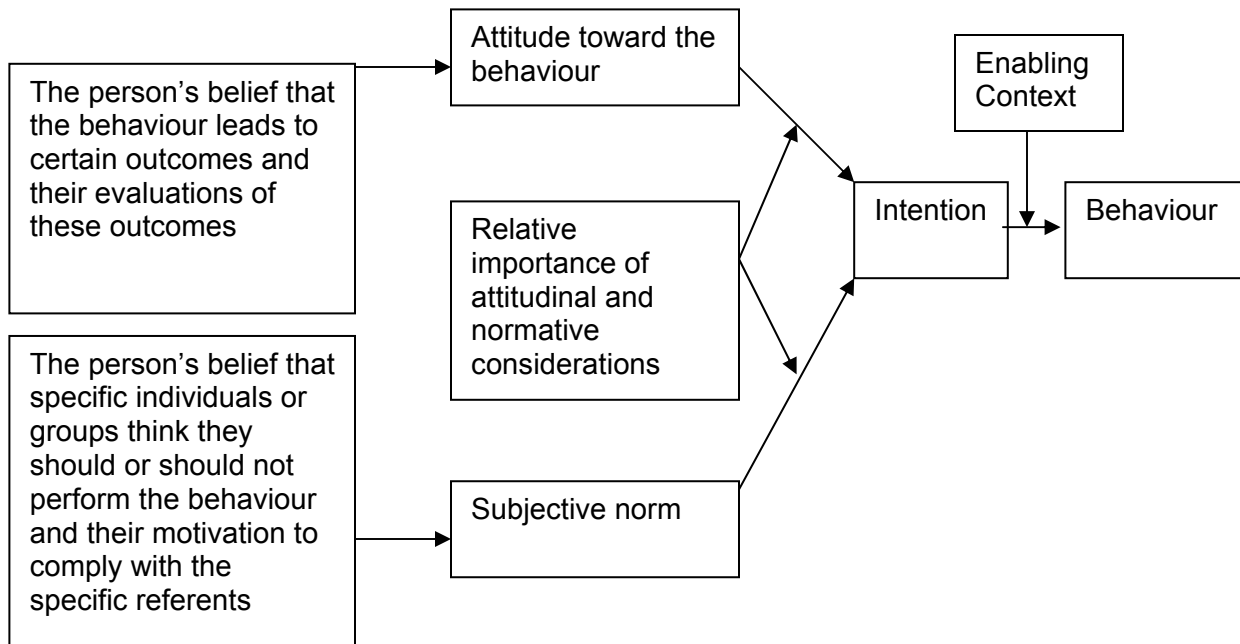 The person’s belief that
the behaviour leads to
certain outcomes and
their evaluations of
these outcomes
The person’s belief that
specific individuals or
groups think they
should or should not
perform the behaviour
and their motivation to
comply with the
specific referents
Attitude toward the
behaviour
Relative
importance of
attitudinal and
normative
considerations
Subjective norm
Intention
Enabling
Context
Behaviour